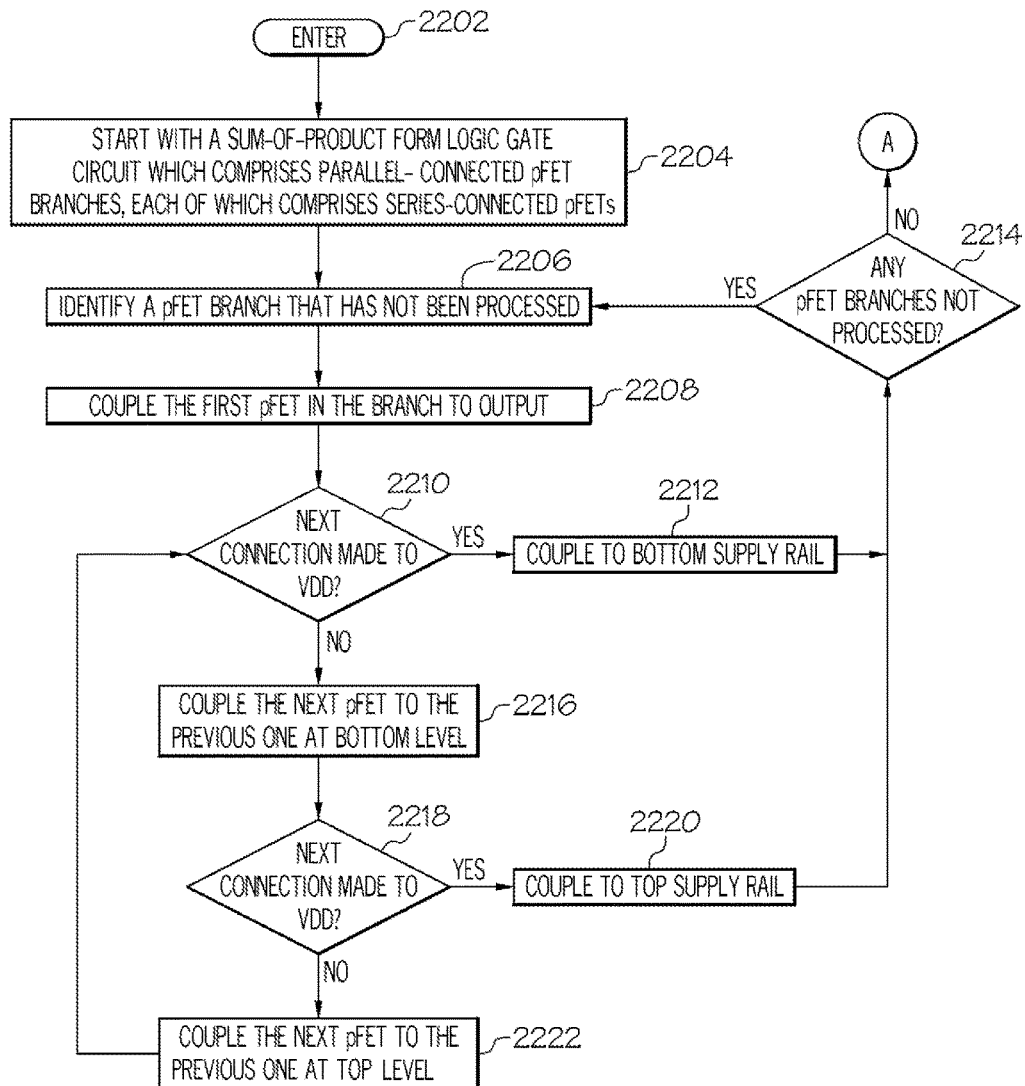 ENTER
2202
START WITH A SUM-OF-PRODUCT FORM LOGIC GATE
CIRCUIT WHICH COMPRISES PARALLEL- CONNECTED pFET
BRANCHES, EACH OF WHICH COMPRISES SERIES-CONNECTED pFETs
2204
A
NO
2214
ANY
pFET BRANCHES NOT
PROCESSED?
YES
2206
IDENTIFY A pFET BRANCH THAT HAS NOT BEEN PROCESSED
COUPLE THE FIRST pFET IN THE BRANCH TO OUTPUT
2208
2210
NEXT
CONNECTION MADE TO
VDD?
YES
2212
COUPLE TO BOTTOM SUPPLY RAIL
NO
COUPLE THE NEXT pFET TO THE
PREVIOUS ONE AT BOTTOM LEVEL
2216
2218
NEXT
CONNECTION MADE TO
VDD?
YES
2220
COUPLE TO TOP SUPPLY RAIL
NO
COUPLE THE NEXT pFET TO THE
PREVIOUS ONE AT TOP LEVEL
2222